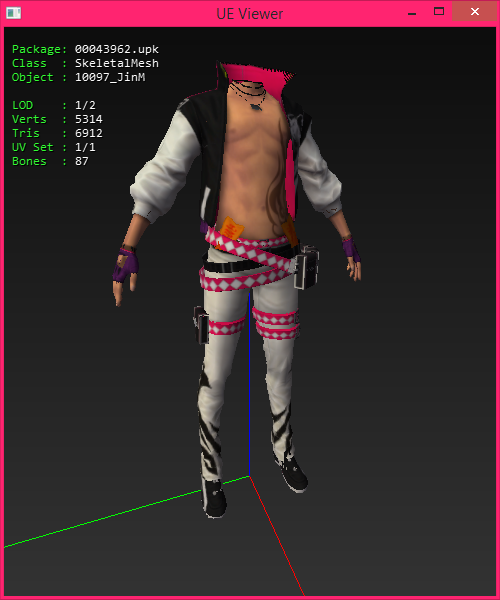 UE Viewer
Package: 00043962.upk
Class : SkeletalMesh
Object : 10097_JinM
LOD : 1/2
Verts : 5314
Tris : 6912
UV Set : 1/1
Bones : 87